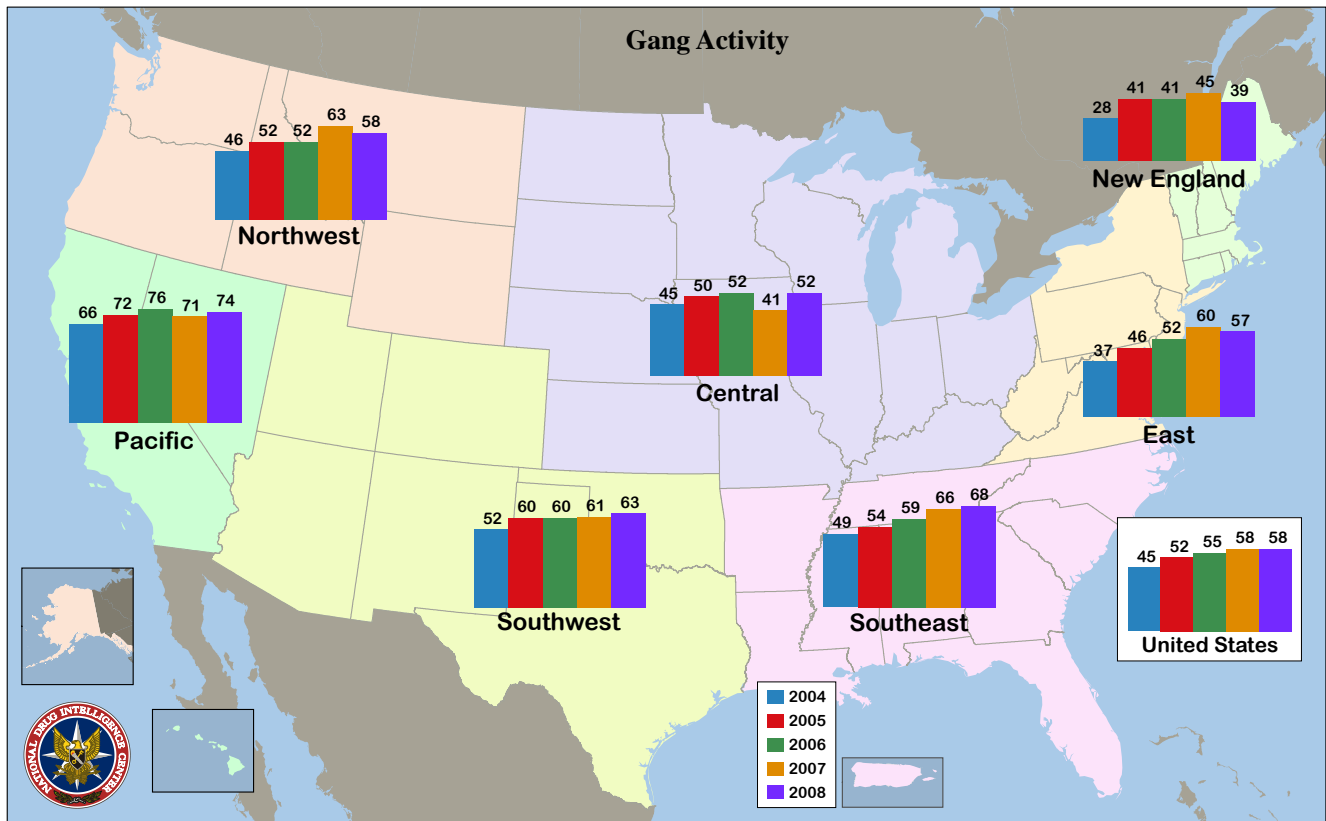 Gang Activity
28 41 41 45 39
New England
46 52 52 63 58
Northwest
66 72 76 71 74
Pacific
45 50 52 41 52
Central
37 46 52 60 57
East
52 60 60 61 63
Southwest
49 54 59 66 68
Southeast
45 52 55 58 58
United States
2004
2005
2006
2007
2008
NATIONAL DRUG INTELLIGENCE CENTER